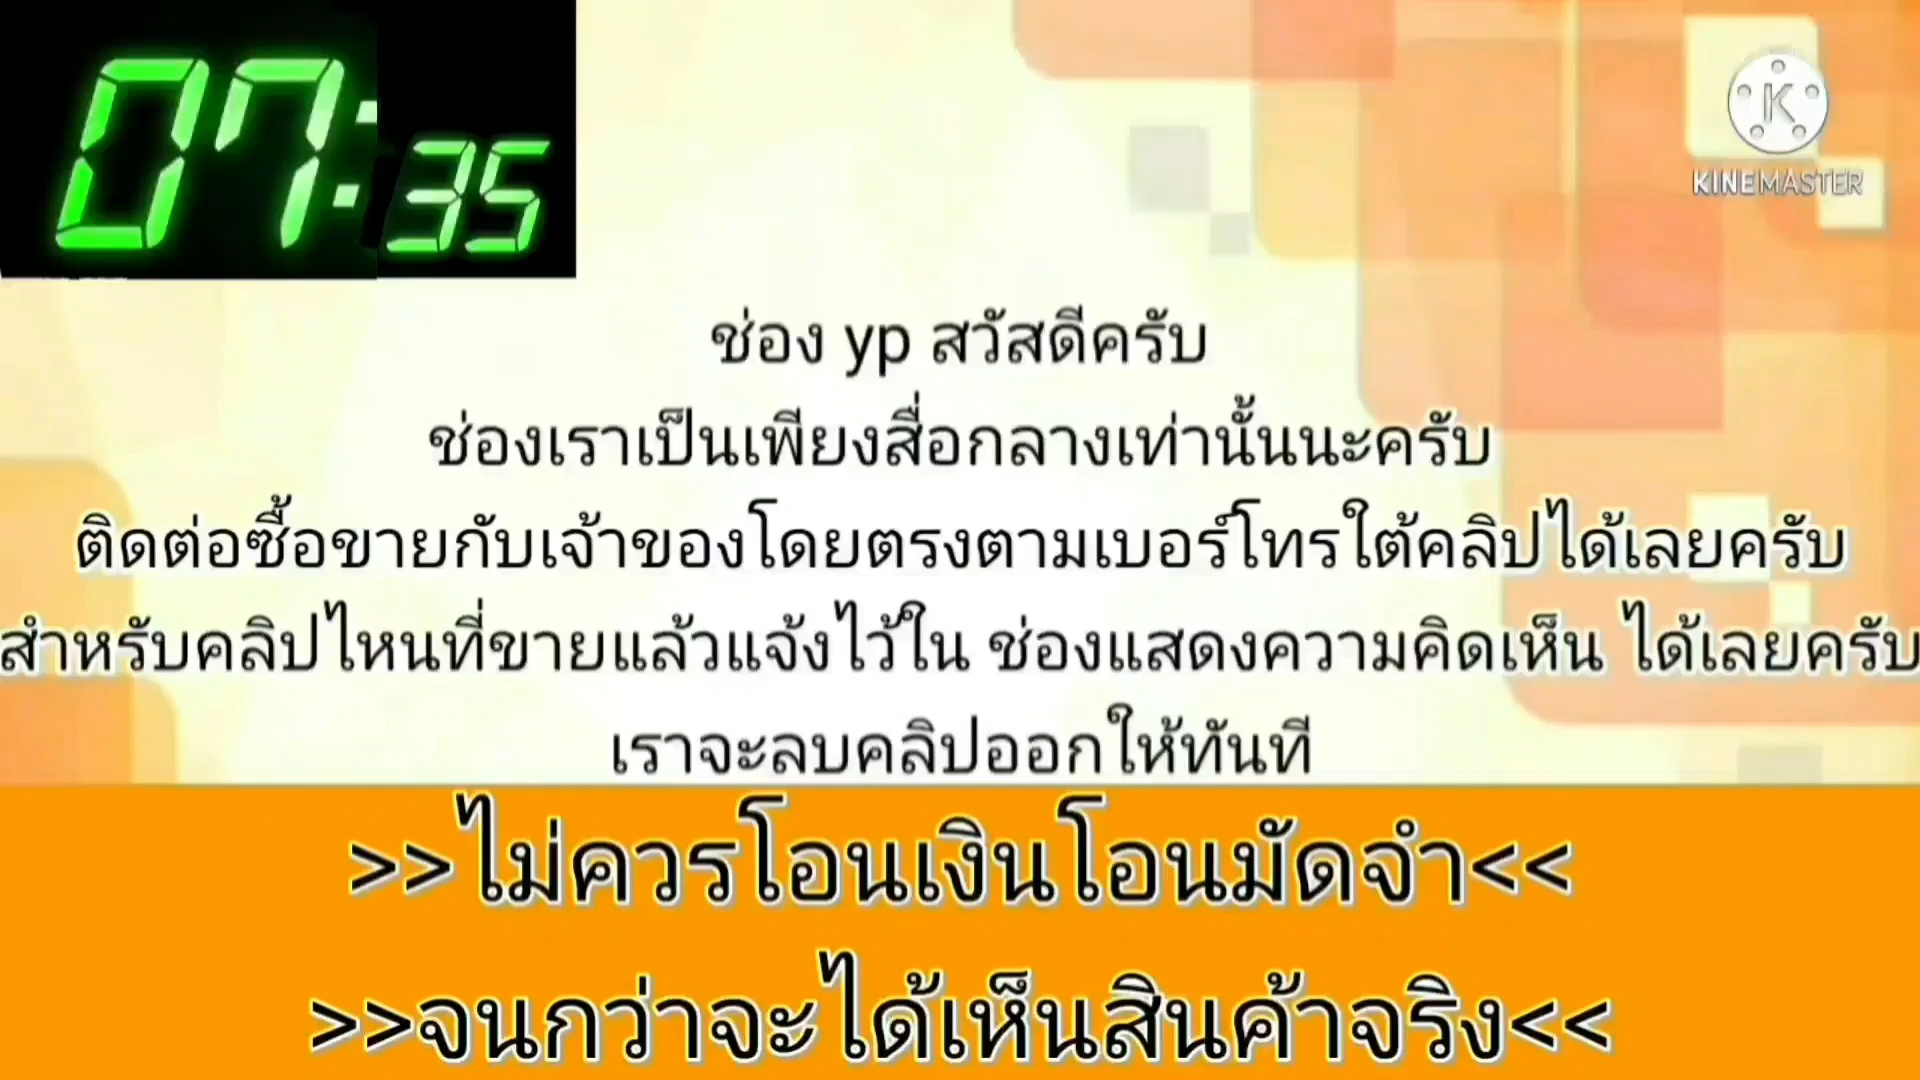 07:35
KINEMASTER
ช่อง yp สวัสดีครับ
ช่องเราเป็นเพียงสื่อกลางเท่านั้นนะครับ
ติดต่อซื้อขายกับเจ้าของโดยตรงตามเบอร์โทรใต้คลิปได้เลยครับ
สำหรับคลิปไหนที่ขายแล้วแจ้งไว้ใน ช่องแสดงความคิดเห็น ได้เลยครับ
เราจะลบคลิปออกให้ทันที
>>ไม่ควรโอนเงินโอนมัดจำ<<
>>จนกว่าจะได้เห็นสินค้าจริง<<